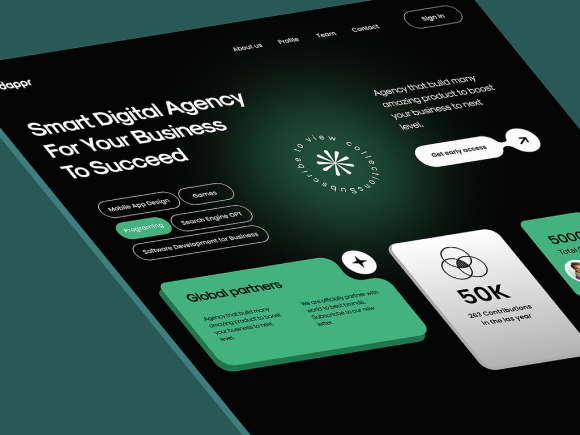 dappr
About us
Profile
Team
Contact
Sign in
Smart Digital Agency
For Your Business
To Succeed
Agency that build many
amazing product to boost
your business to next
level.
Get early access
Subscribe to view collections
Mobile App Design
Games
Programing
Search Engine GPT
Software Development for Business
Global partners
Agency that build many
amazing product to boost
your business to next
level.
We are officially partner with
world to best brands,
Subscribe to our new
letter.
50K
263 Contributions
in the las year
5000
Total